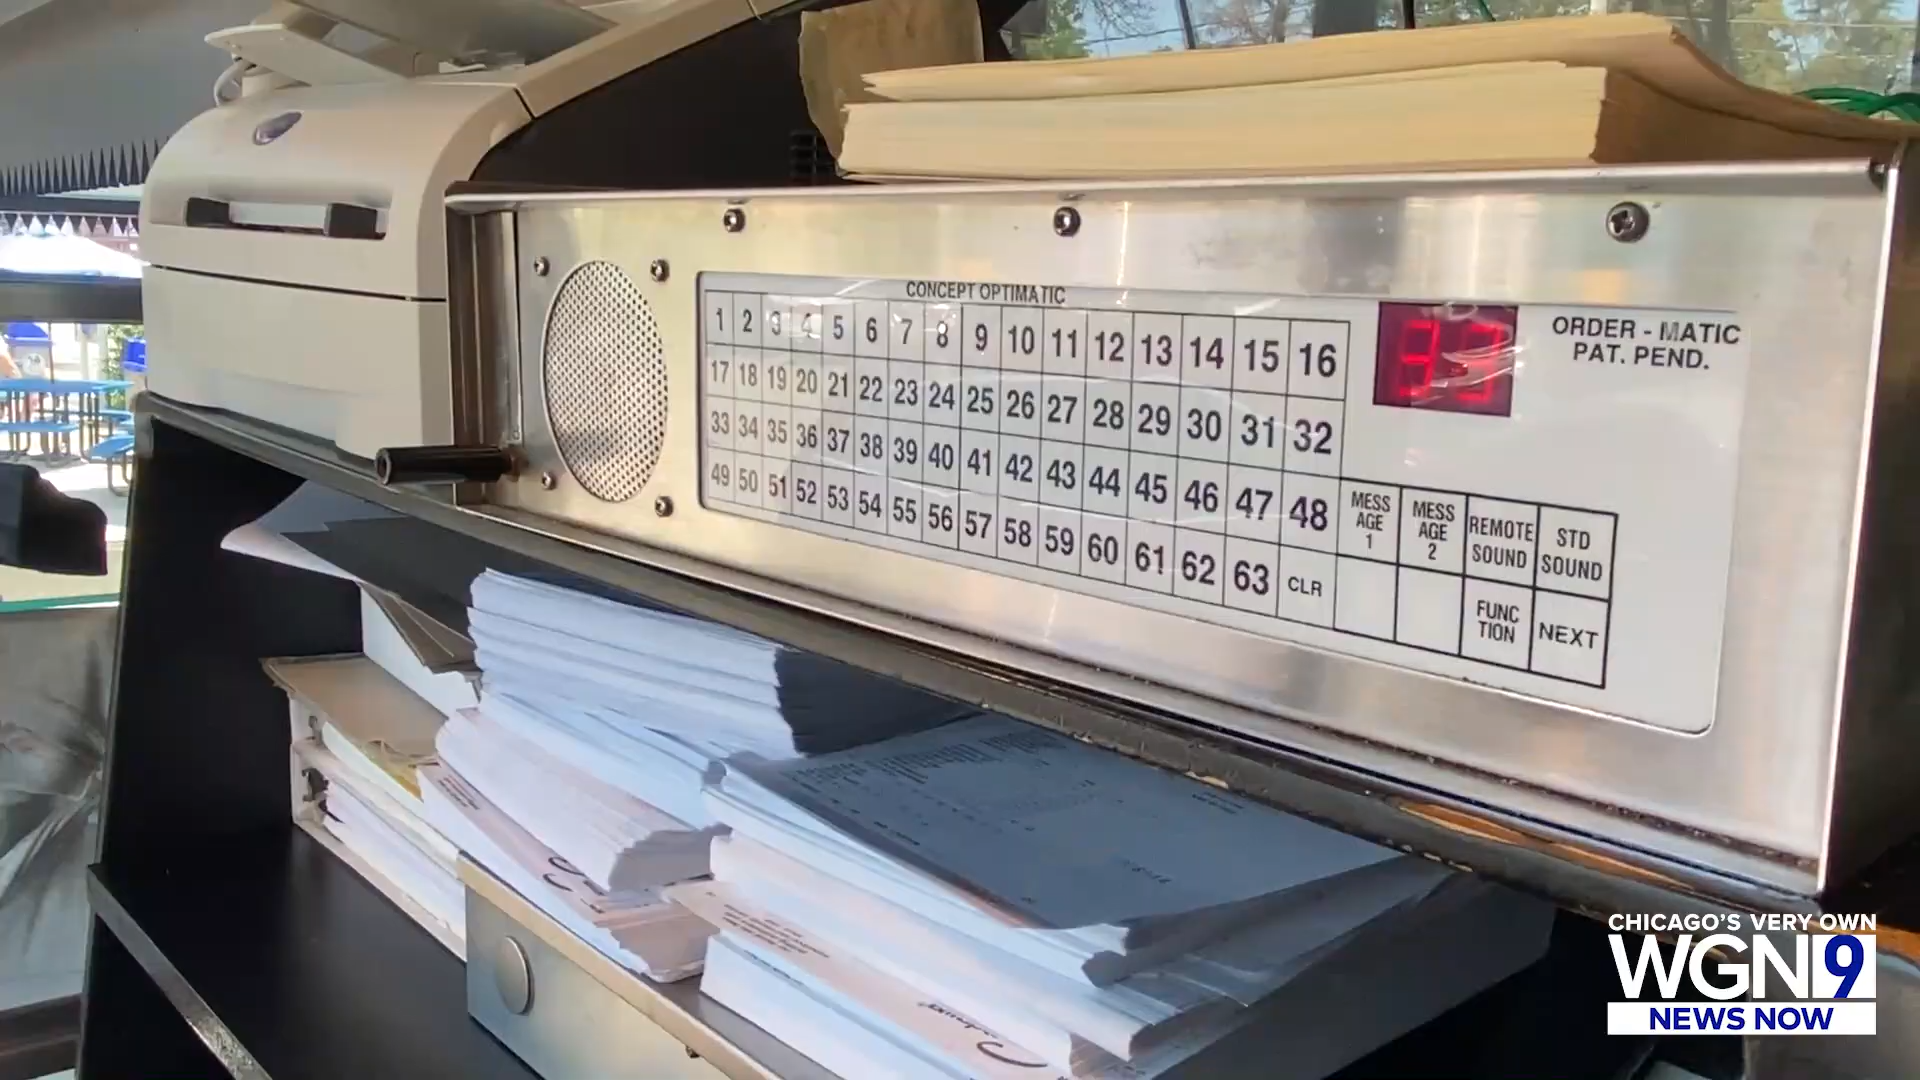 CONCEPT OPTIMATIC
1 2 3 4 5 6 7 8 9 10 11 12 13 14 15 16
17 18 19 20 21 22 23 24 25 26 27 28 29 30 31 32
33 34 35 36 37 38 39 40 41 42 43 44 45 46 47 48
49 50 51 52 53 54 55 56 57 58 59 60 61 62 63 CLR
ORDER - MATIC
PAT. PEND.
MESS
AGE
1
MESS
AGE
2
REMOTE
SOUND
STD
SOUND
FUNC
TION
NEXT
CHICAGO'S VERY OWN
WGN9
NEWS NOW